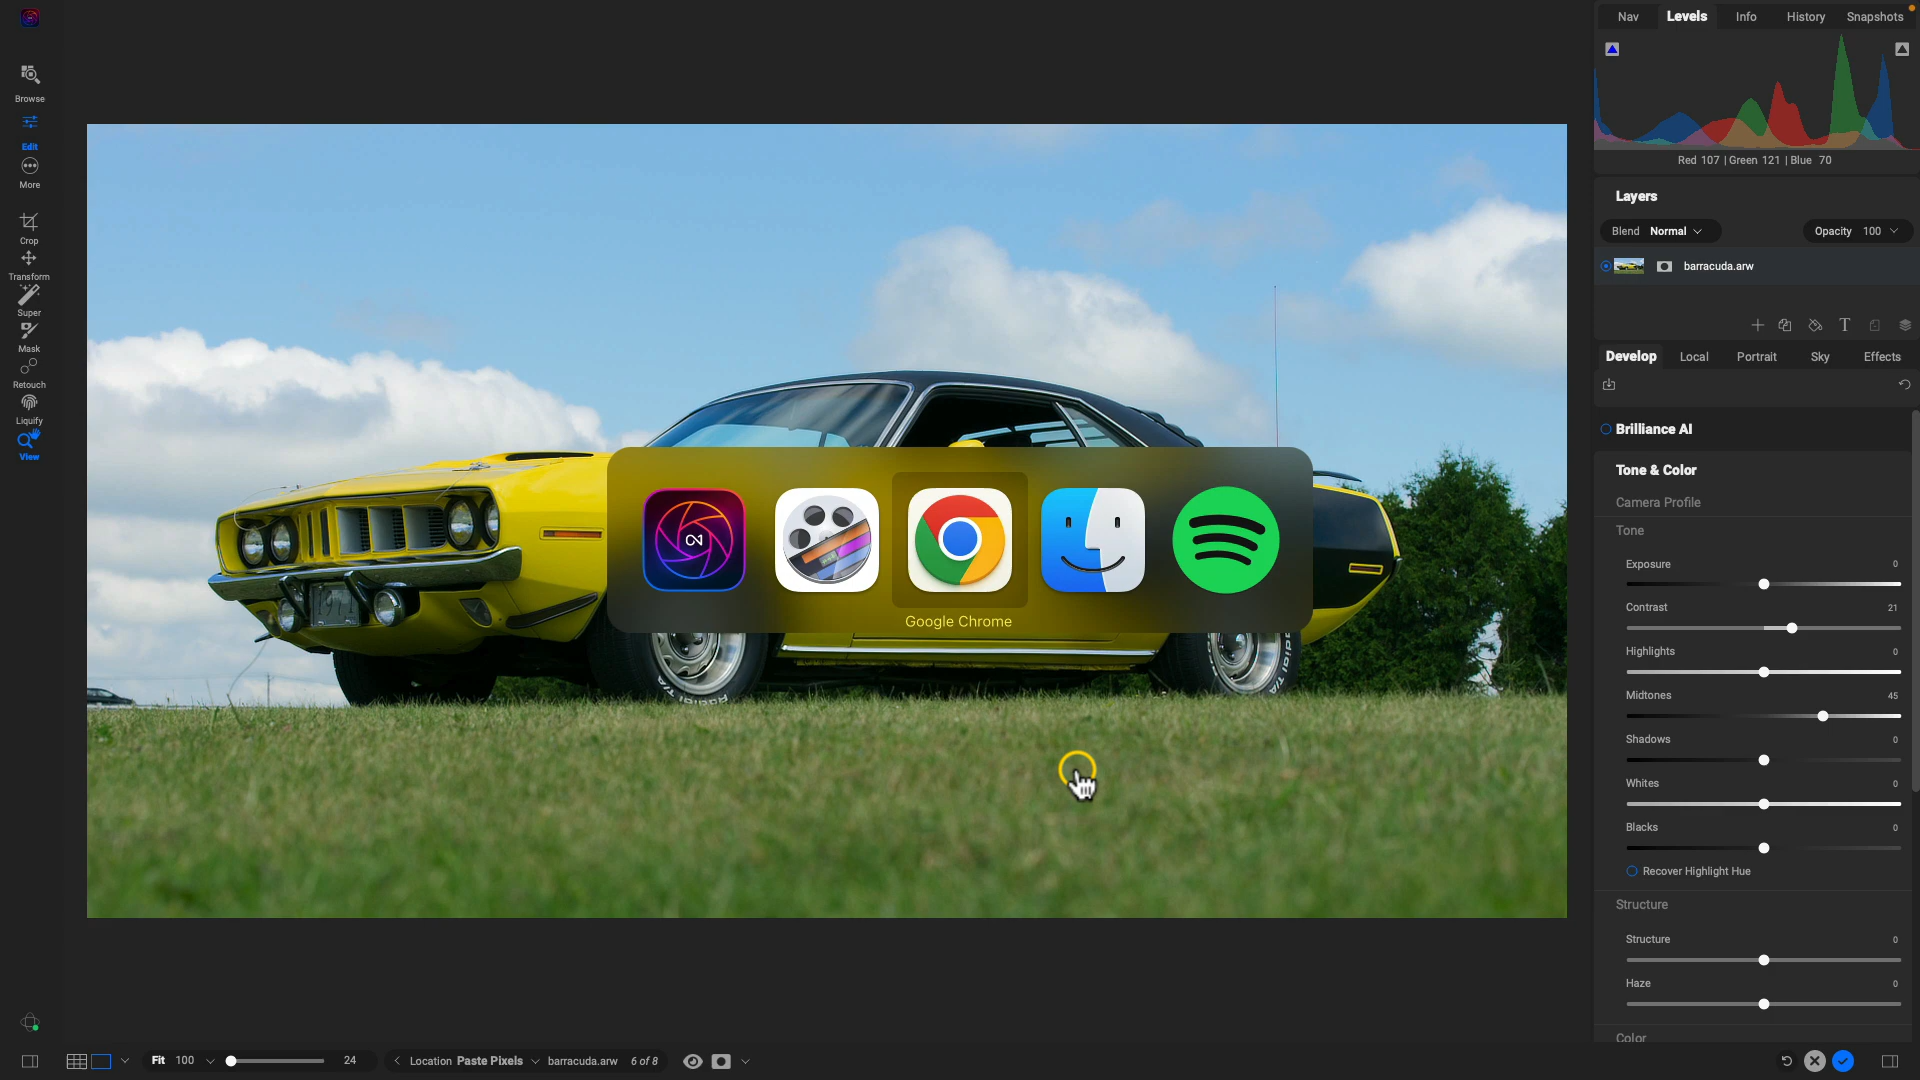 Nav Levels Info History Snapshots
Red 107 | Green 121 | Blue 70
Layers
Blend Normal Opacity 100
barracuda.arw
T
Develop Local Portrait Sky Effects
Brilliance AI
Tone & Color
Camera Profile
Tone
Exposure 0
Contrast 21
Highlights 0
Midtones 45
Shadows 0
Whites 0
Blacks 0
Recover Highlight Hue
Structure
Structure 0
Haze 0
Color
Browse
Edit
More
Crop
Transform
Super
Mask
Retouch
Liquify
View
Google Chrome
Radial T/A
Radial T/A
Fit 100 24 Location Paste Pixels barracuda.arw 6 of 8